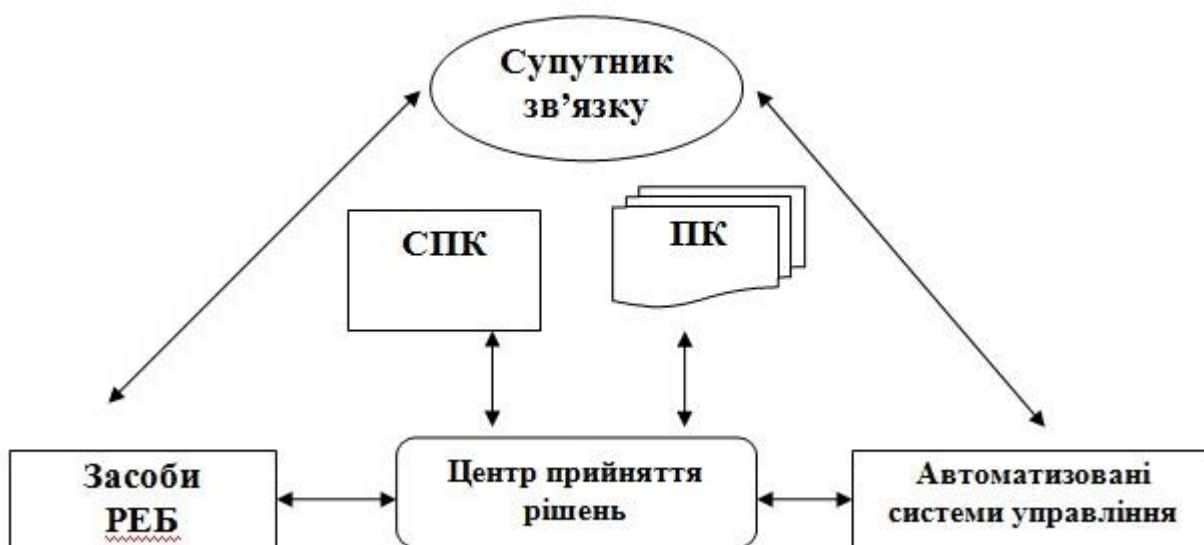 Супутник
зв’язку
СПК
ПК
Засоби
РЕБ
Центр прийняття
рішень
Автоматизовані
системи управління